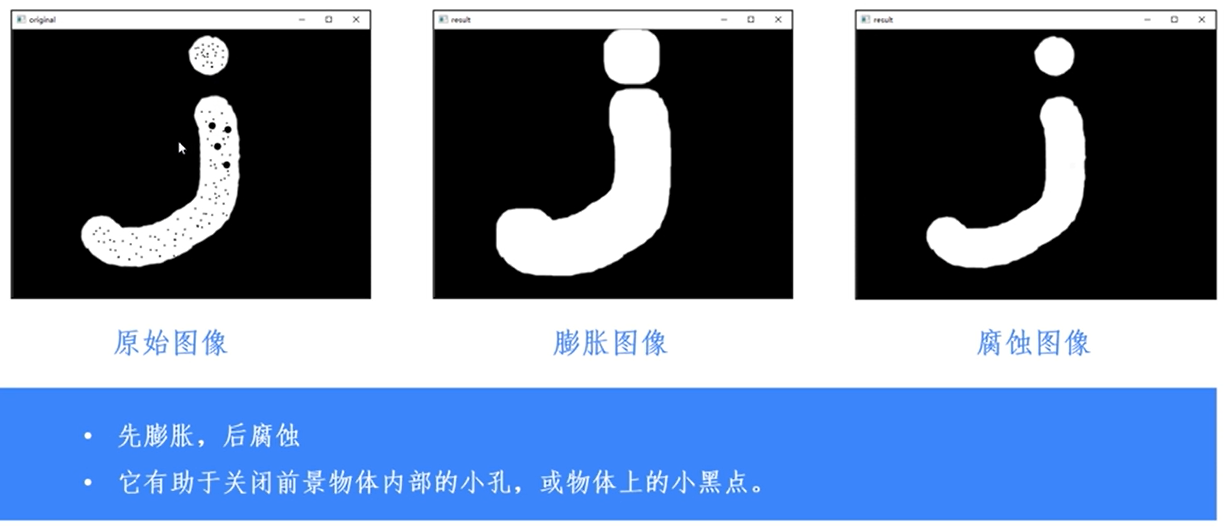 original
result
result
原始图像
膨胀图像
腐蚀图像
• 先膨胀，后腐蚀
• 它有助于关闭前景物体内部的小孔，或物体上的小黑点。